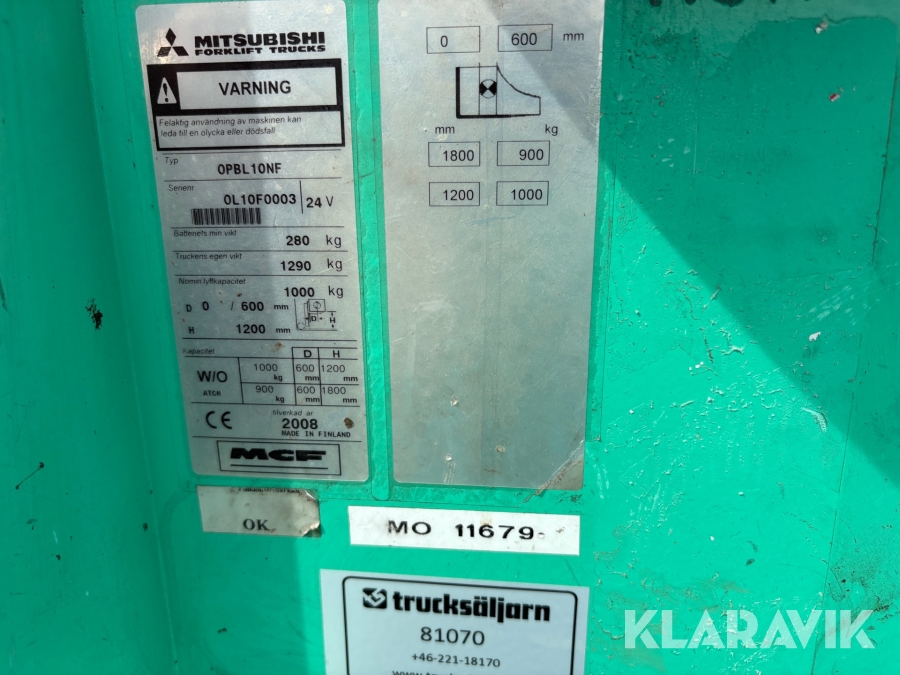 MITSUBISHI
FORKLIFT TRUCKS
VARNING
Felaktig användning av maskinen kan
leda till en olycka eller dödsfall
Typ
OPBL10NF
Serienr
0L10F0003 24 V
Batteriets min vikt
280 kg
Truckens egen vikt
1290 kg
Nomin.lyftkapacitet
1000 kg
D 0 / 600 mm
D H
H 1200 mm
Kapacitet D H
W/O 1000 kg 600 mm 1200 mm
ATCH 900 kg 600 mm 1800 mm
CE
tillverkad år
2008
MADE IN FINLAND
MCF
0 600 mm
mm kg
1800 900
1200 1000
OK
MO 11679
trucksäljarn
81070
+46-221-18170
KLARAVIK